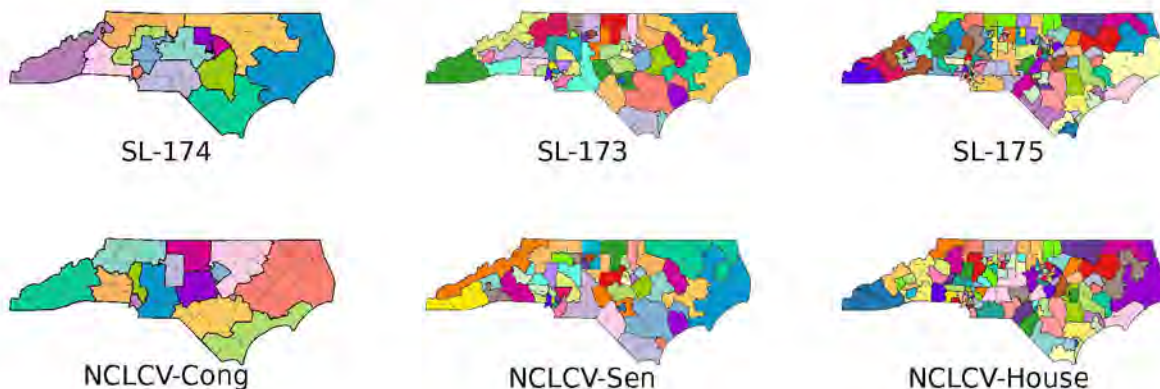 SL-174
SL-173
SL-175
NCLCV-Cong
NCLCV-Sen
NCLCV-House